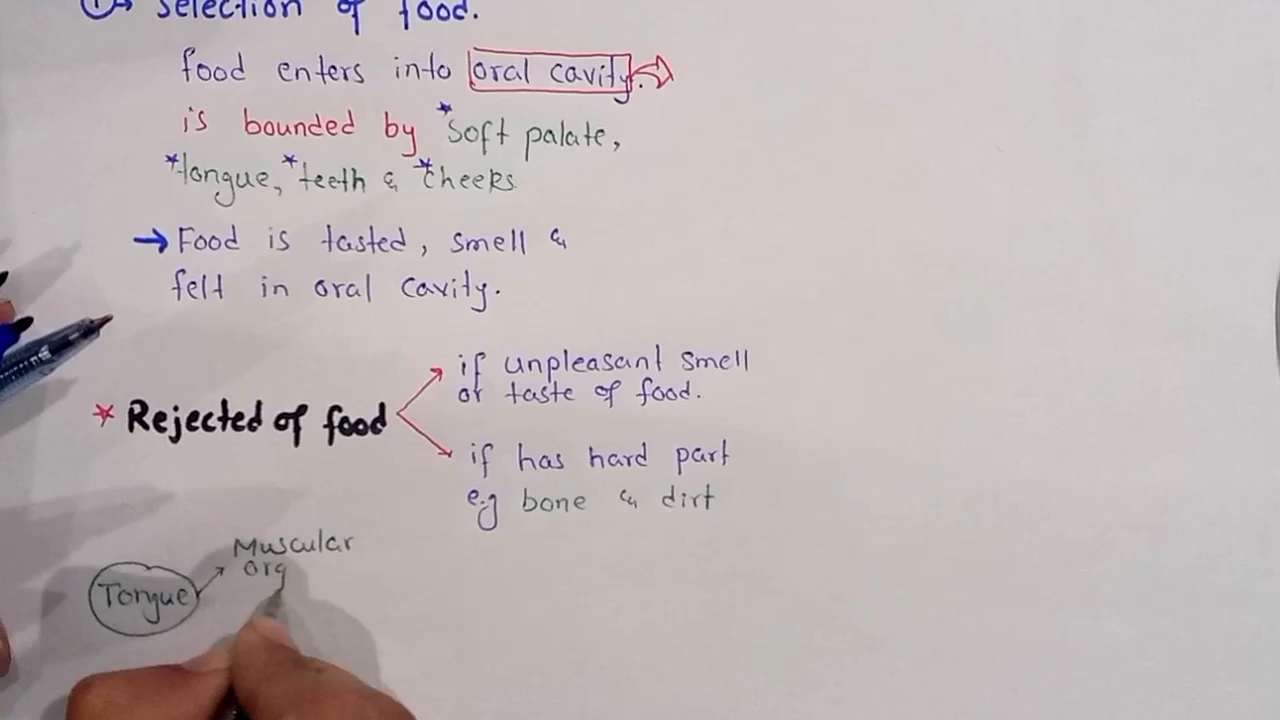 ①→ Selection of food.
food enters into oral cavity.
is bounded by *soft palate,
*tongue, *teeth & *cheeks
→ Food is tasted, smell &
felt in oral cavity.
if unpleasant smell
or taste of food.
* Rejected of food
if has hard part
e.g bone & dirt
Muscular
org
Tongue